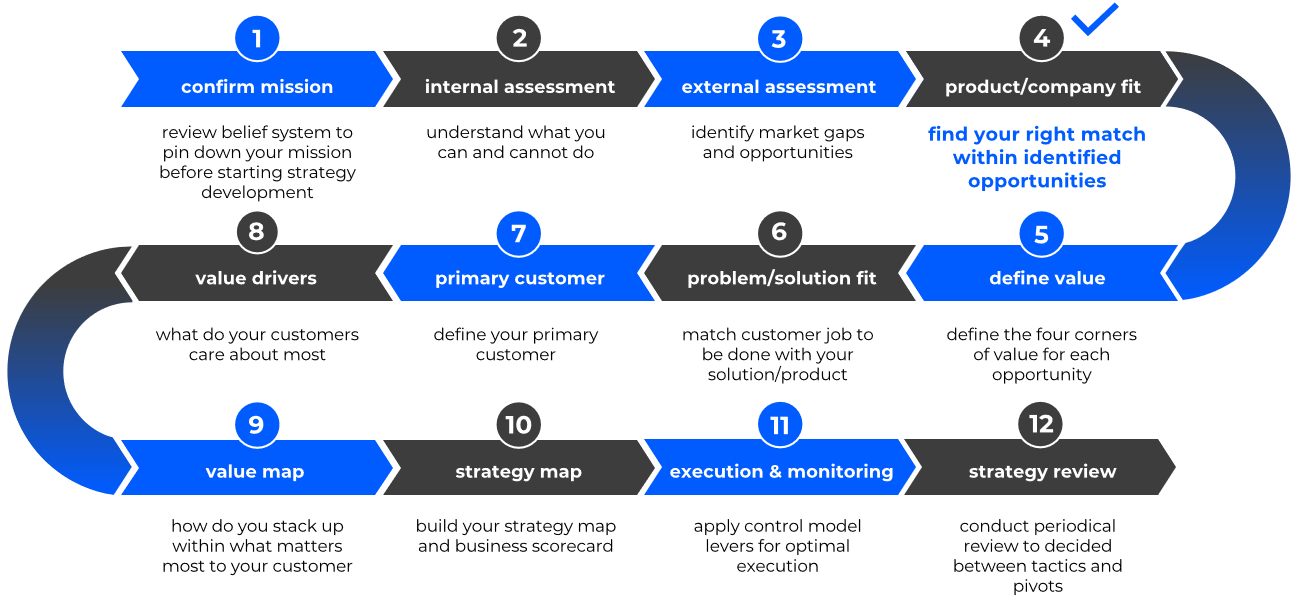 1
confirm mission
review belief system to
pin down your mission
before starting strategy
development
2
internal assessment
understand what you
can and cannot do
3
external assessment
identify market gaps
and opportunities
4
product/company fit
find your right match
within identified
opportunities
5
define value
define the four corners
of value for each
opportunity
6
problem/solution fit
match customer job to
be done with your
solution/product
7
primary customer
define your primary
customer
8
value drivers
what do your customers
care about most
9
value map
how do you stack up
within what matters
most to your customer
10
strategy map
build your strategy map
and business scorecard
11
execution & monitoring
apply control model
levers for optimal
execution
12
strategy review
conduct periodical
review to decided
between tactics and
pivots